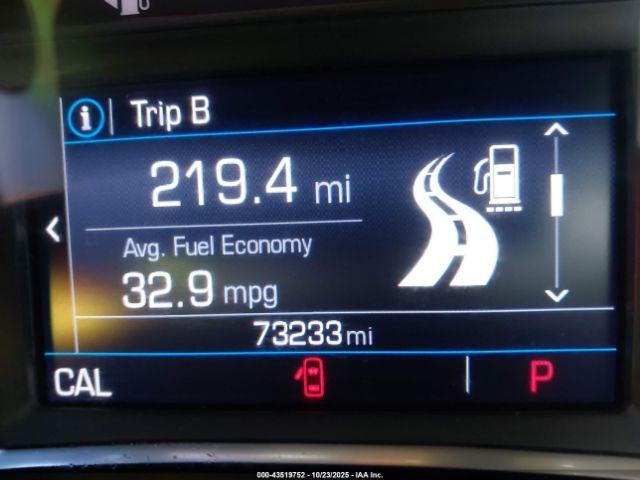 Trip B
219.4 mi
Avg. Fuel Economy
32.9 mpg
73233 mi
CAL P
000-43519752 - 10/23/2025 - IAA Inc.